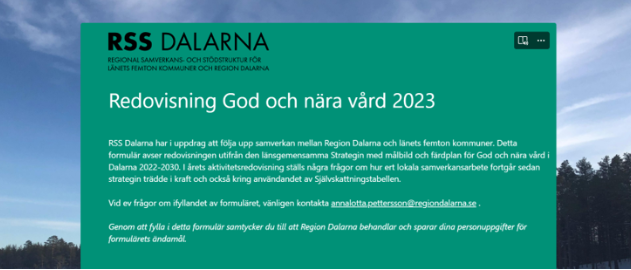 RSS DALARNA
REGIONAL SAMVERKANS- OCH STÖDSTRUKTUR FÖR
LÄNETS FEMTON KOMMUNER OCH REGION DALARNA
Redovisning God och nära vård 2023
RSS Dalarna har i uppdrag att följa upp samverkan mellan Region Dalarna och länets femton kommuner. Detta
formulär avser redovisningen utifrån den länsgemensamma Strategin med målbild och färdplan för God och nära vård i
Dalarna 2022-2030. I årets aktivitetsredovisning ställs några frågor om hur ert lokala samverkansarbete fortgår sedan
strategin trädde i kraft och också kring användandet av Självskattningstabellen.
Vid ev frågor om ifyllandet av formuläret, vänligen kontakta annalotta.pettersson@regiondalarna.se .
Genom att fylla i detta formulär samtycker du till att Region Dalarna behandlar och sparar dina personuppgifter för
formulärets ändamål.